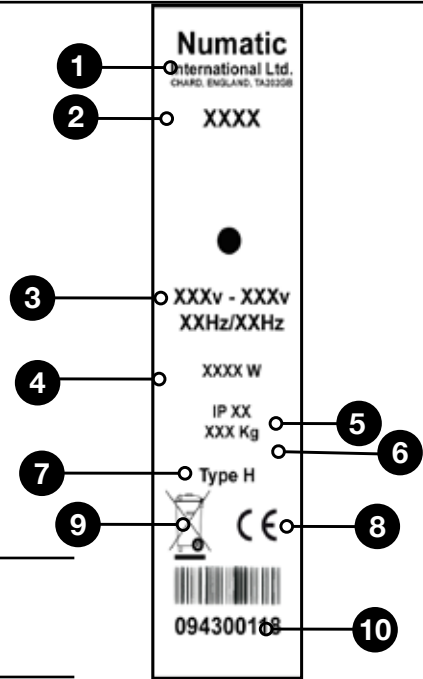 Numatic
1 International Ltd.
CHARD, ENGLAND, TA202GB
2 XXXX
3 XXXv - XXXv
XXHz/XXHz
4 XXXX W
IP XX 5
XXX Kg 6
7 Type H
9 CE 8
094300118 10